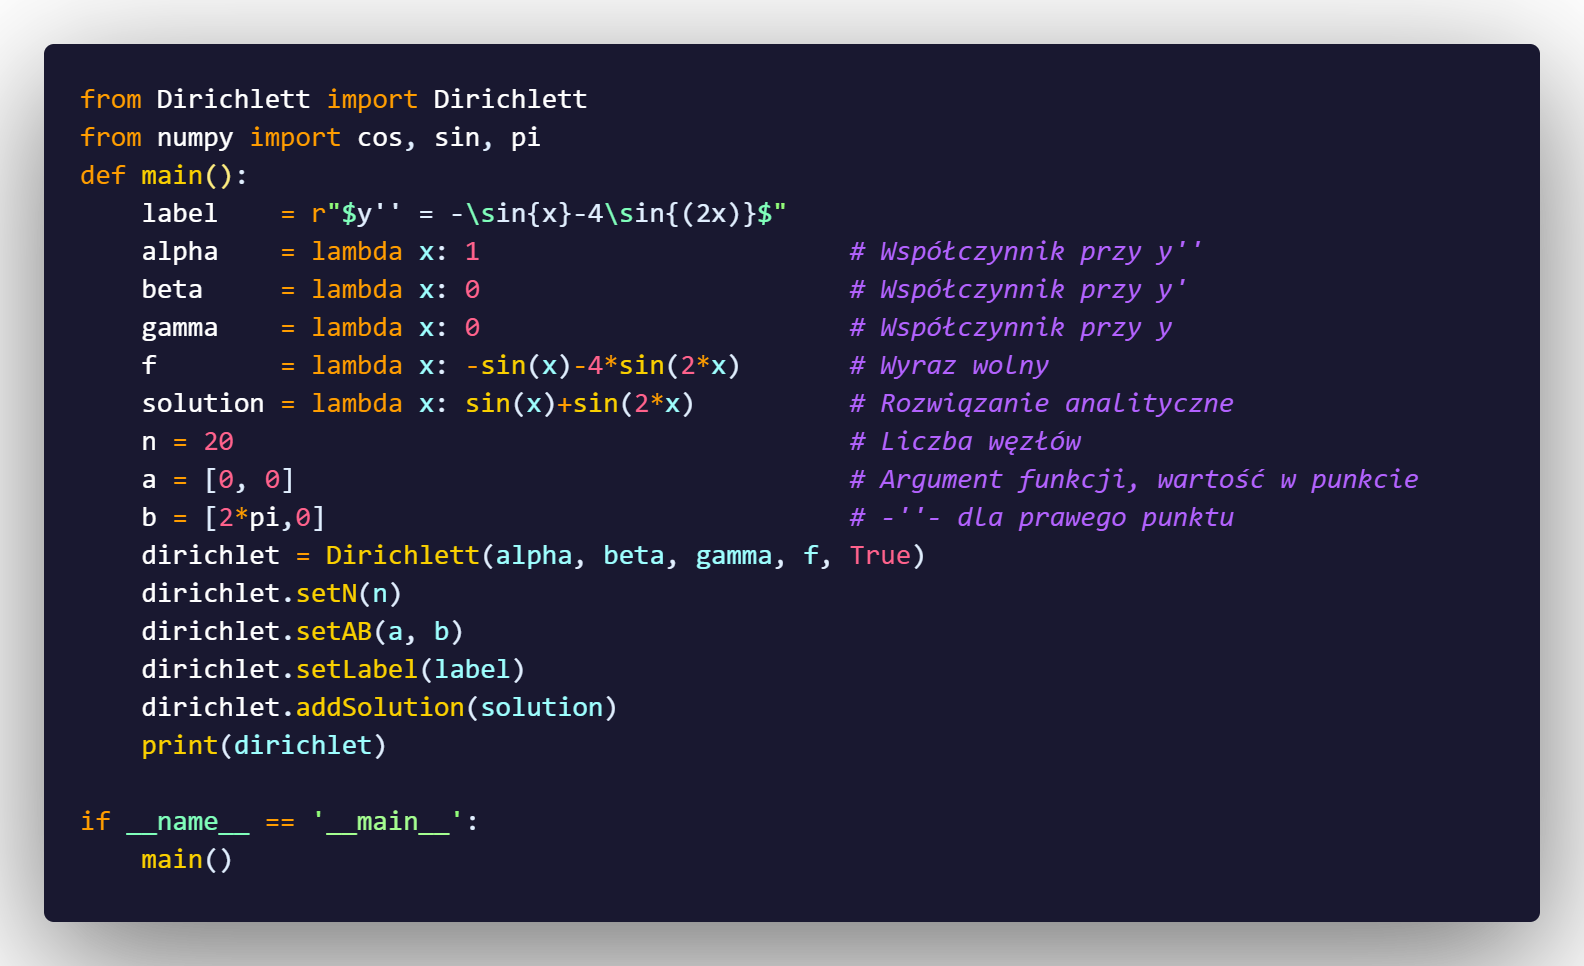 from Dirichlett import Dirichlett
from numpy import cos, sin, pi
def main():
    label    = r"$y'' = -\sin{x}-4\sin{(2x)}$"
    alpha    = lambda x: 1                        # Współczynnik przy y''
    beta     = lambda x: 0                        # Współczynnik przy y'
    gamma    = lambda x: 0                        # Współczynnik przy y
    f        = lambda x: -sin(x)-4*sin(2*x)       # Wyraz wolny
    solution = lambda x: sin(x)+sin(2*x)          # Rozwiązanie analityczne
    n = 20                                        # Liczba węzłów
    a = [0, 0]                                    # Argument funkcji, wartość w punkcie
    b = [2*pi,0]                                  # -''- dla prawego punktu
    dirichlet = Dirichlett(alpha, beta, gamma, f, True)
    dirichlet.setN(n)
    dirichlet.setAB(a, b)
    dirichlet.setLabel(label)
    dirichlet.addSolution(solution)
    print(dirichlet)

if __name__ == '__main__':
    main()